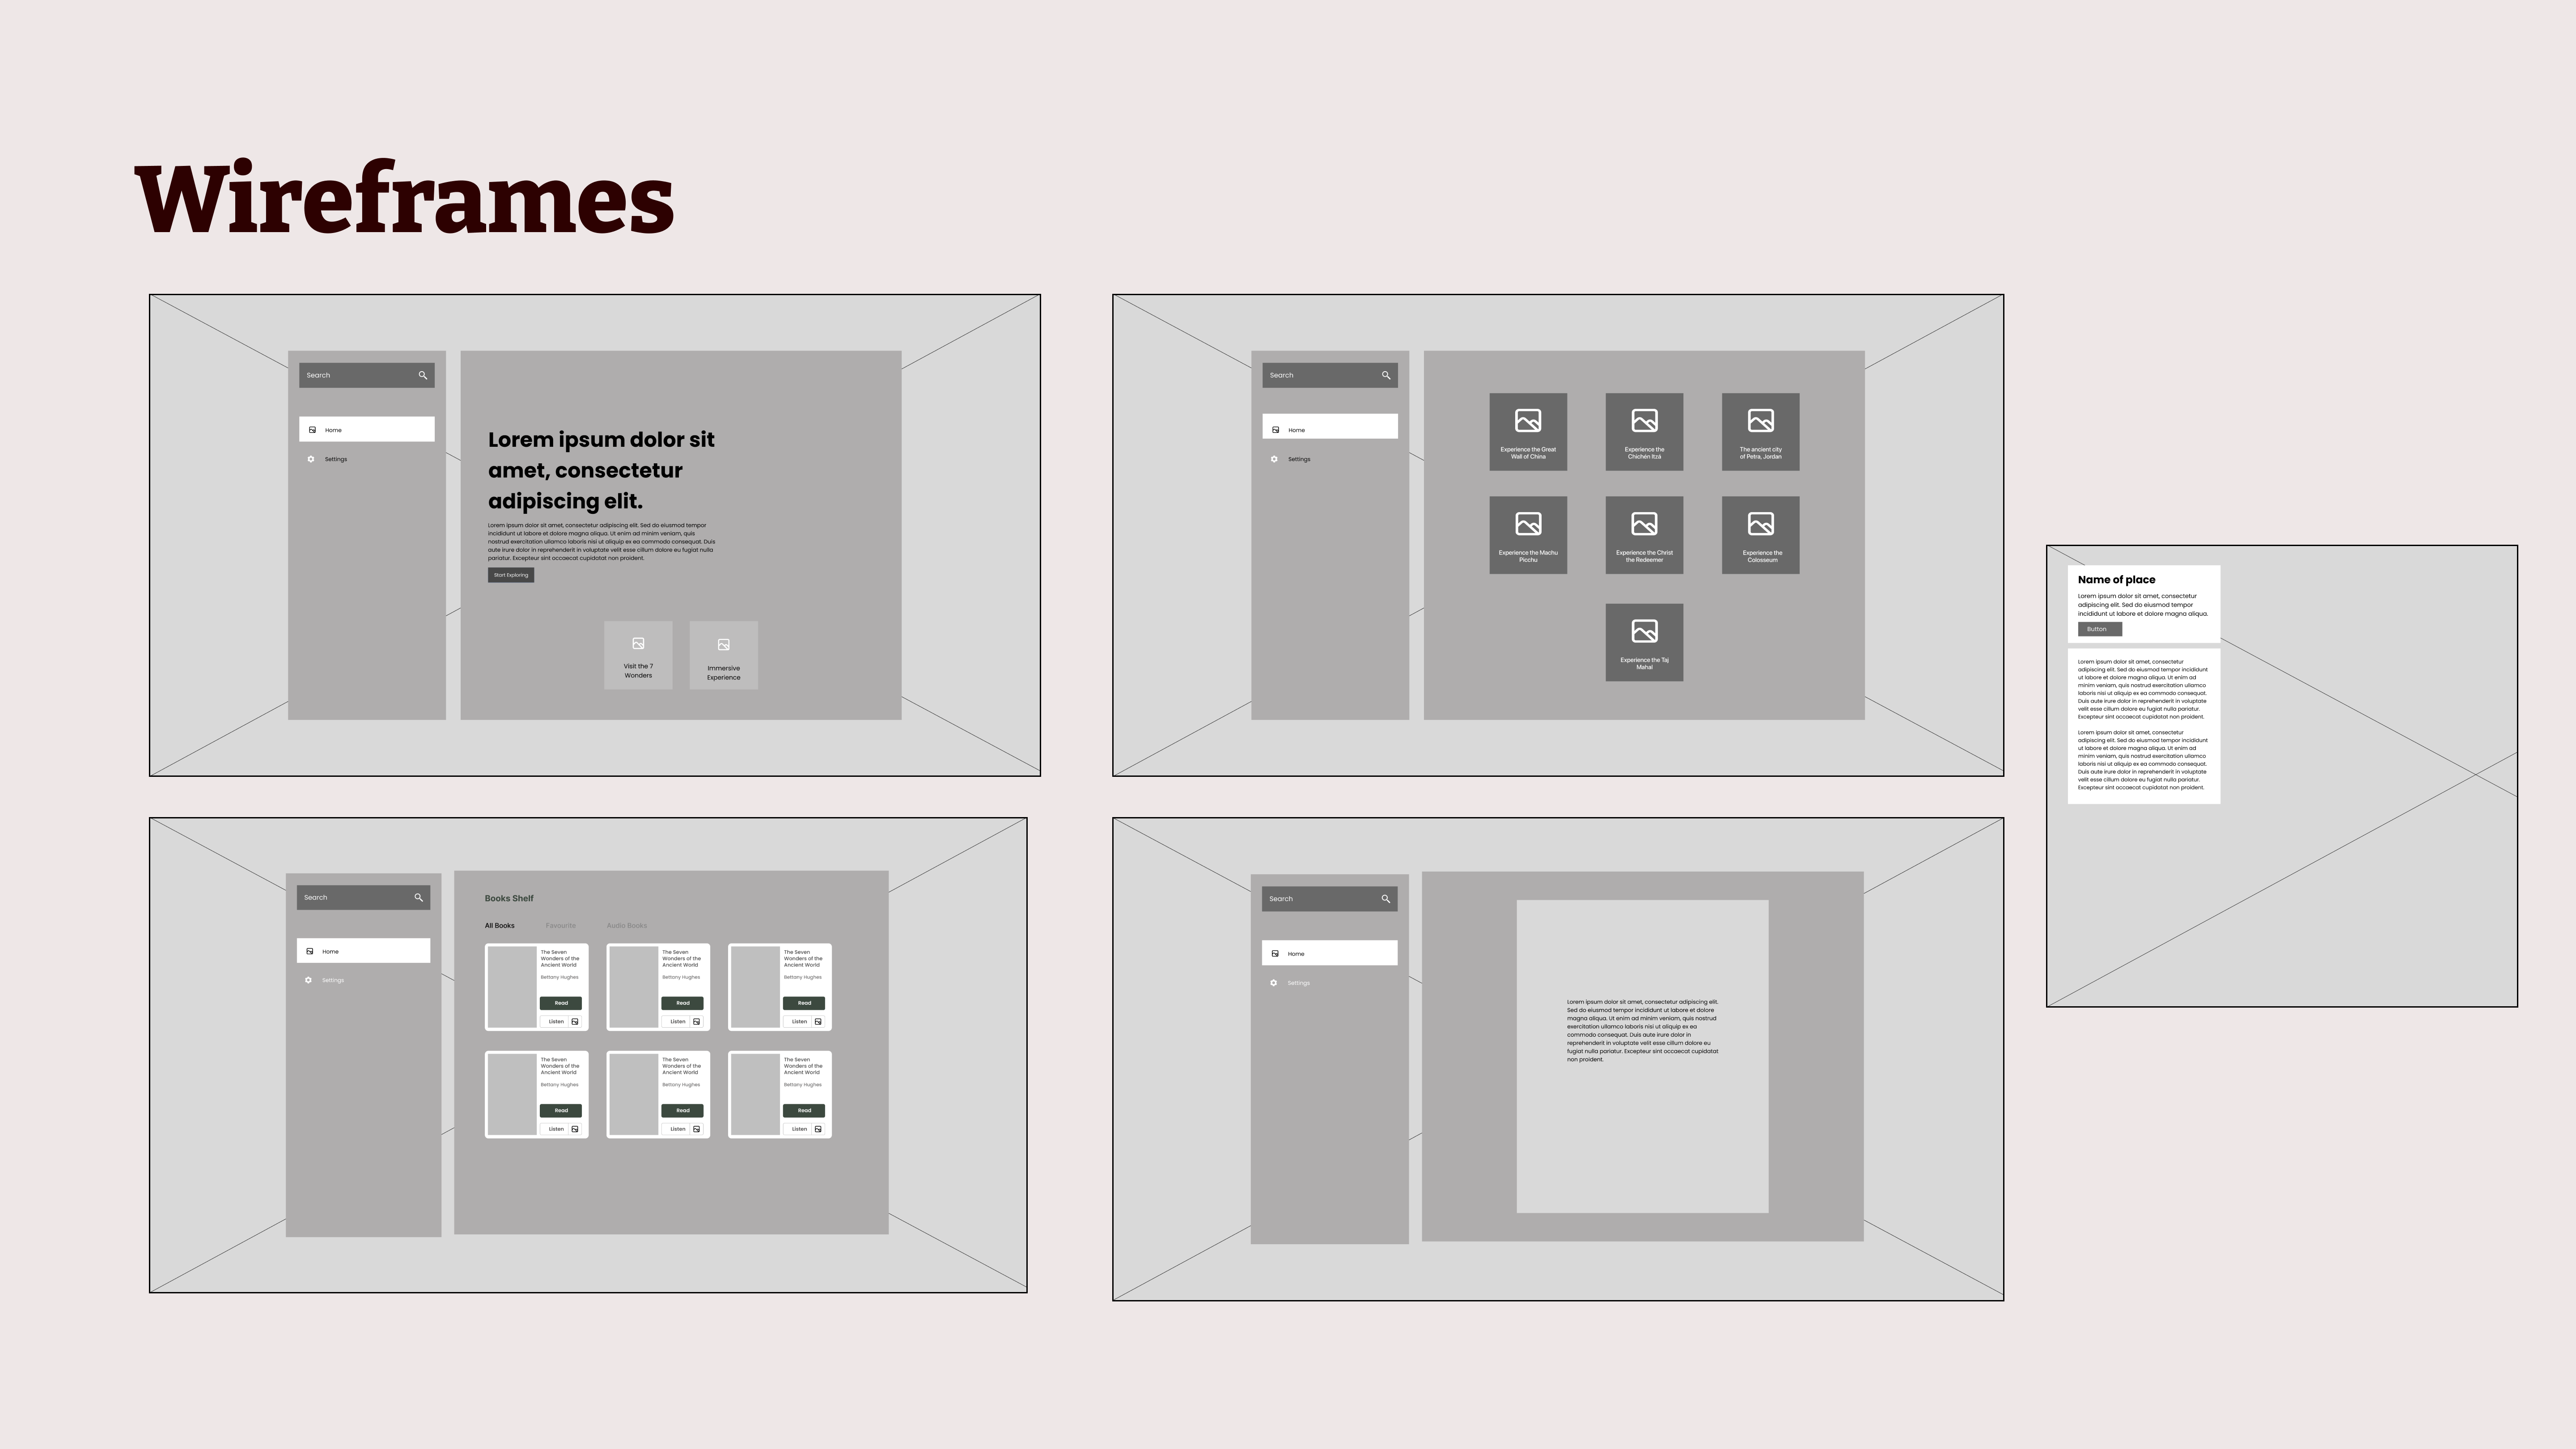 Wireframes
Search
Home
Settings
Lorem ipsum dolor sit
amet, consectetur
adipiscing elit.
Lorem ipsum dolor sit amet, consectetur adipiscing elit. Sed do eiusmod tempor
incididunt ut labore et dolore magna aliqua. Ut enim ad minim veniam, quis
nostrud exercitation ullamco laboris nisi ut aliquip ex ea commodo consequat. Duis
aute irure dolor in reprehenderit in voluptate velit esse cillum dolore eu fugiat nulla
pariatur. Excepteur sint occaecat cupidatat non proident.
Start Exploring
Visit the 7
Wonders
Immersive
Experience
Search
Home
Settings
Experience the Great
Wall of China
Experience the
Chichén Itzá
The ancient city
of Petra, Jordan
Experience the Machu
Picchu
Experience the Christ
the Redeemer
Experience the
Colosseum
Experience the Taj
Mahal
Name of place
Lorem ipsum dolor sit amet, consectetur
adipiscing elit. Sed do eiusmod tempor
incididunt ut labore et dolore magna aliqua.
Button
Lorem ipsum dolor sit amet, consectetur
adipiscing elit. Sed do eiusmod tempor incididunt
ut labore et dolore magna aliqua. Ut enim ad
minim veniam, quis nostrud exercitation ullamco
laboris nisi ut aliquip ex ea commodo consequat.
Duis aute irure dolor in reprehenderit in voluptate
velit esse cillum dolore eu fugiat nulla pariatur.
Excepteur sint occaecat cupidatat non proident.
Lorem ipsum dolor sit amet, consectetur
adipiscing elit. Sed do eiusmod tempor incididunt
ut labore et dolore magna aliqua. Ut enim ad
minim veniam, quis nostrud exercitation ullamco
laboris nisi ut aliquip ex ea commodo consequat.
Duis aute irure dolor in reprehenderit in voluptate
velit esse cillum dolore eu fugiat nulla pariatur.
Excepteur sint occaecat cupidatat non proident.
Search
Home
Settings
Books Shelf
All Books
Favourite
Audio Books
The Seven
Wonders of the
Ancient World
Bettany Hughes
Read
Listen
The Seven
Wonders of the
Ancient World
Bettany Hughes
Read
Listen
The Seven
Wonders of the
Ancient World
Bettany Hughes
Read
Listen
The Seven
Wonders of the
Ancient World
Bettany Hughes
Read
Listen
The Seven
Wonders of the
Ancient World
Bettany Hughes
Read
Listen
The Seven
Wonders of the
Ancient World
Bettany Hughes
Read
Listen
Search
Home
Settings
Lorem ipsum dolor sit amet, consectetur adipiscing elit.
Sed do eiusmod tempor incididunt ut labore et dolore
magna aliqua. Ut enim ad minim veniam, quis nostrud
exercitation ullamco laboris nisi ut aliquip ex ea
commodo consequat. Duis aute irure dolor in
reprehenderit in voluptate velit esse cillum dolore eu
fugiat nulla pariatur. Excepteur sint occaecat cupidatat
non proident.